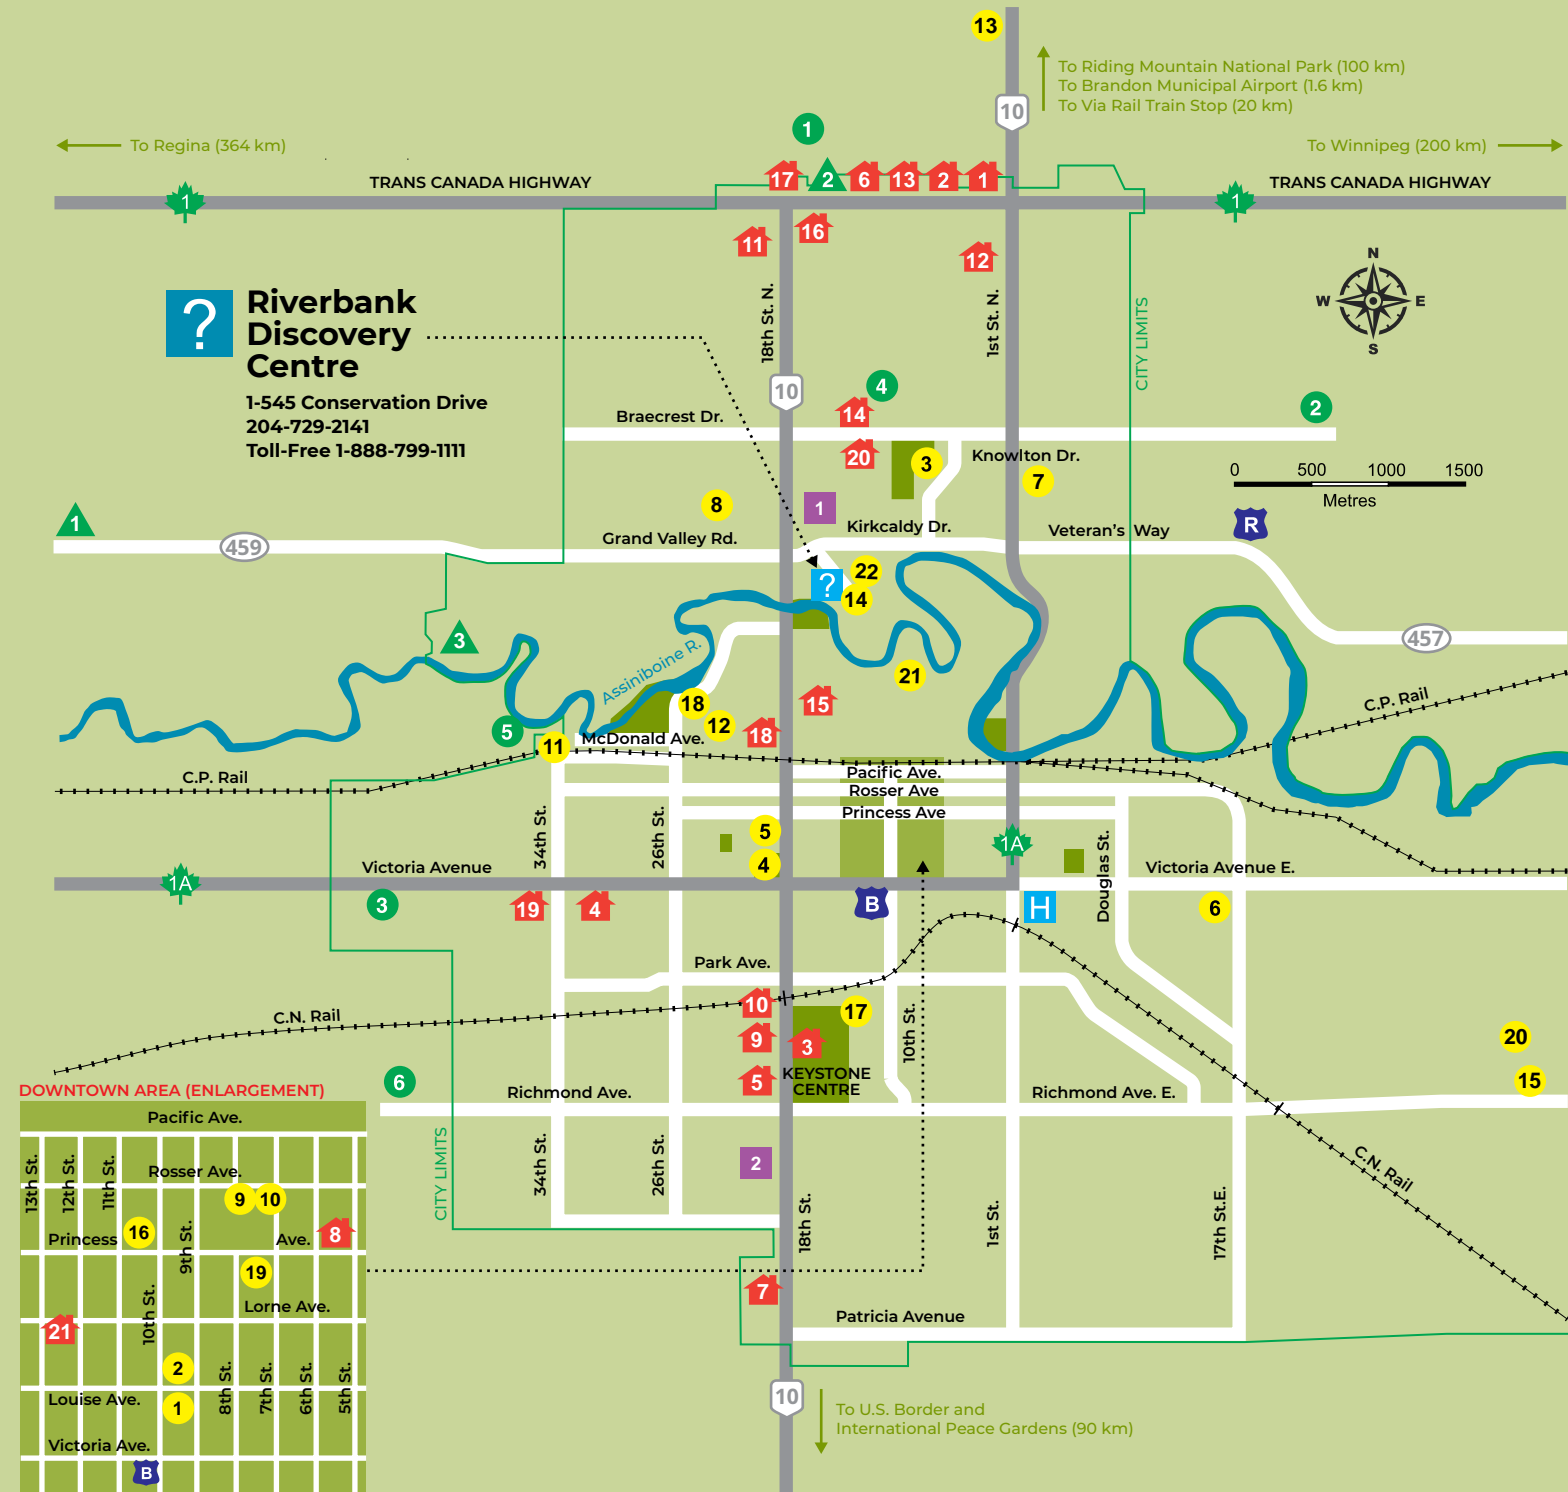 13
To Riding Mountain National Park (100 km)
To Brandon Municipal Airport (1.6 km)
To Via Rail Train Stop (20 km)
10
1
To Regina (364 km)
To Winnipeg (200 km)
17
2
6
13
2
1
TRANS CANADA HIGHWAY
TRANS CANADA HIGHWAY
1
1
11
16
12
N
W
E
S
?
Riverbank
Discovery
Centre
1-545 Conservation Drive
204-729-2141
Toll-Free 1-888-799-1111
18th St. N.
1st St. N.
CITY LIMITS
10
4
14
2
Braecrest Dr.
20
3
Knowlton Dr.
7
0 500 1000 1500
Metres
8
1
1
Kirkcaldy Dr.
Veteran's Way
R
459
Grand Valley Rd.
?
22
14
3
457
Assiniboine R.
21
18
12
15
18
5
11
McDonald Ave.
C.P. Rail
C.P. Rail
Pacific Ave.
Rosser Ave
Princess Ave
34th St.
26th St.
5
4
1A
Douglas St.
1A
Victoria Avenue
Victoria Avenue E.
3
19
4
B
H
6
Park Ave.
10
17
C.N. Rail
9
3
10th St.
20
KEYSTONE
CENTRE
5
6
15
Richmond Ave.
Richmond Ave. E.
34th St.
26th St.
2
CITY LIMITS
18th St.
1st St.
17th St.E.
C.N. Rail
7
Patricia Avenue
10
To U.S. Border and
International Peace Gardens (90 km)
DOWNTOWN AREA (ENLARGEMENT)
Pacific Ave.
13th St.
12th St.
11th St.
Rosser Ave.
9
10
16
Princess
9th St.
Ave.
8
19
Lorne Ave.
10th St.
21
2
8th St.
7th St.
6th St.
5th St.
Louise Ave.
1
Victoria Ave.
B